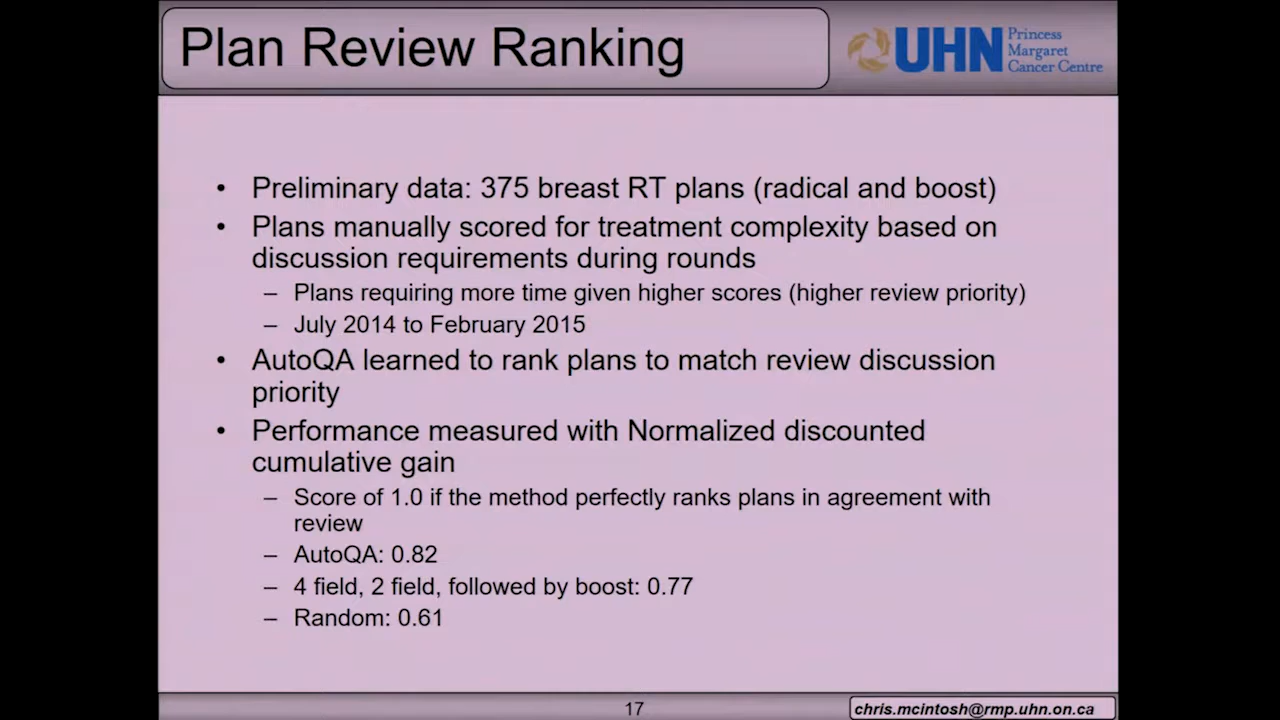 Plan Review Ranking
UHN Princess
Margaret
Cancer Centre
• Preliminary data: 375 breast RT plans (radical and boost)
• Plans manually scored for treatment complexity based on
discussion requirements during rounds
– Plans requiring more time given higher scores (higher review priority)
– July 2014 to February 2015
• AutoQA learned to rank plans to match review discussion
priority
• Performance measured with Normalized discounted
cumulative gain
– Score of 1.0 if the method perfectly ranks plans in agreement with
review
– AutoQA: 0.82
– 4 field, 2 field, followed by boost: 0.77
– Random: 0.61
17
chris.mcintosh@rmp.uhn.on.ca